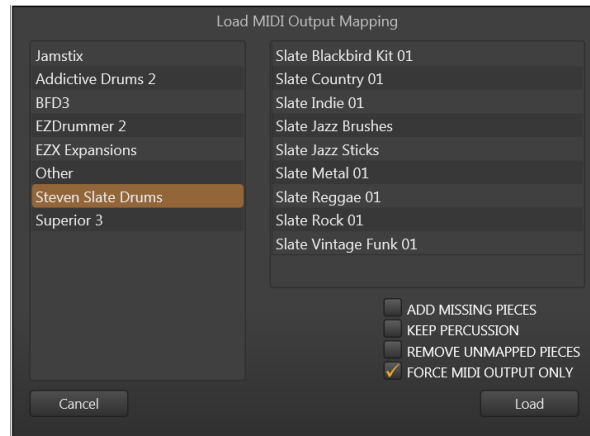 Load MIDI Output Mapping
Jamstix
Addictive Drums 2
BFD3
EZDrummer 2
EZX Expansions
Other
Steven Slate Drums
Superior 3
Slate Blackbird Kit 01
Slate Country 01
Slate Indie 01
Slate Jazz Brushes
Slate Jazz Sticks
Slate Metal 01
Slate Reggae 01
Slate Rock 01
Slate Vintage Funk 01
ADD MISSING PIECES
KEEP PERCUSSION
REMOVE UNMAPPED PIECES
FORCE MIDI OUTPUT ONLY
Cancel
Load